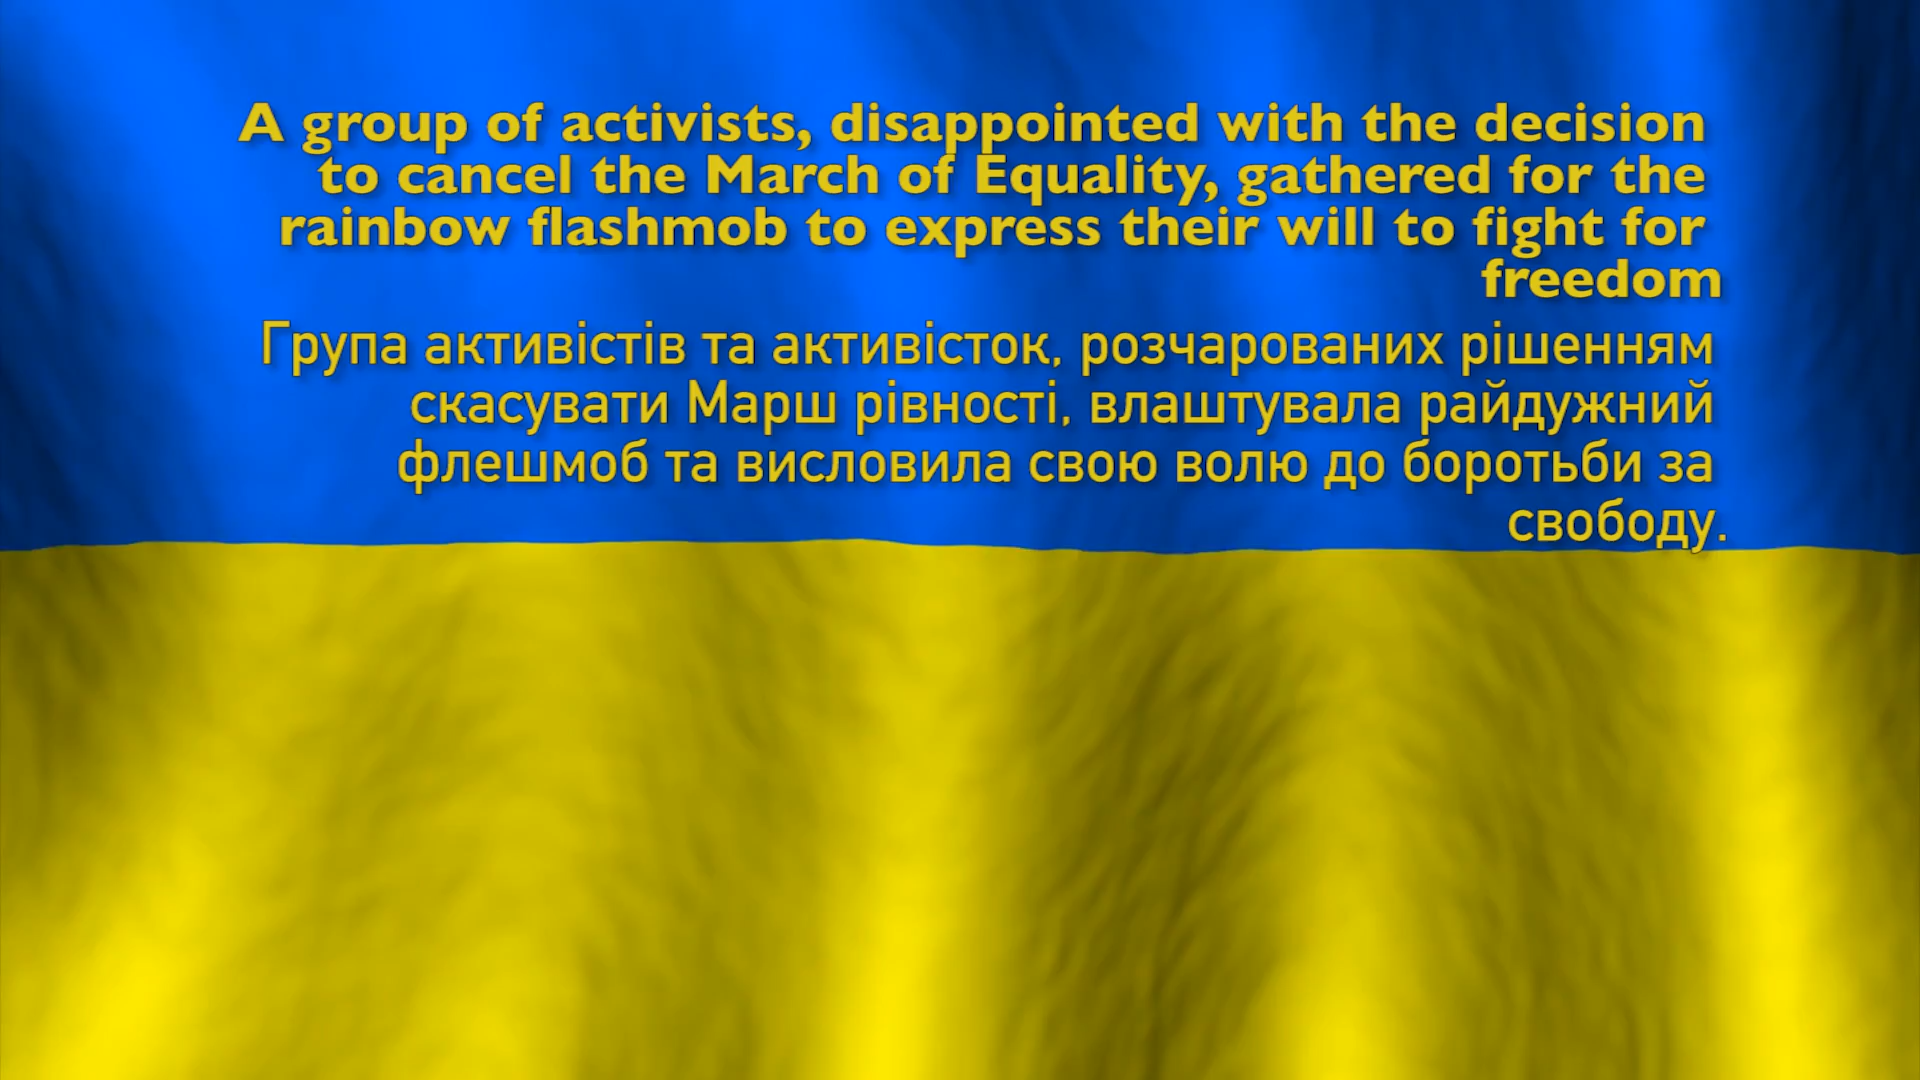 A group of activists, disappointed with the decision
to cancel the March of Equality, gathered for the
rainbow flashmob to express their will to fight for
freedom
Група активістів та активісток, розчарованих рішенням
скасувати Марш рівності, влаштувала райдужний
флешмоб та висловила свою волю до боротьби за
свободу.